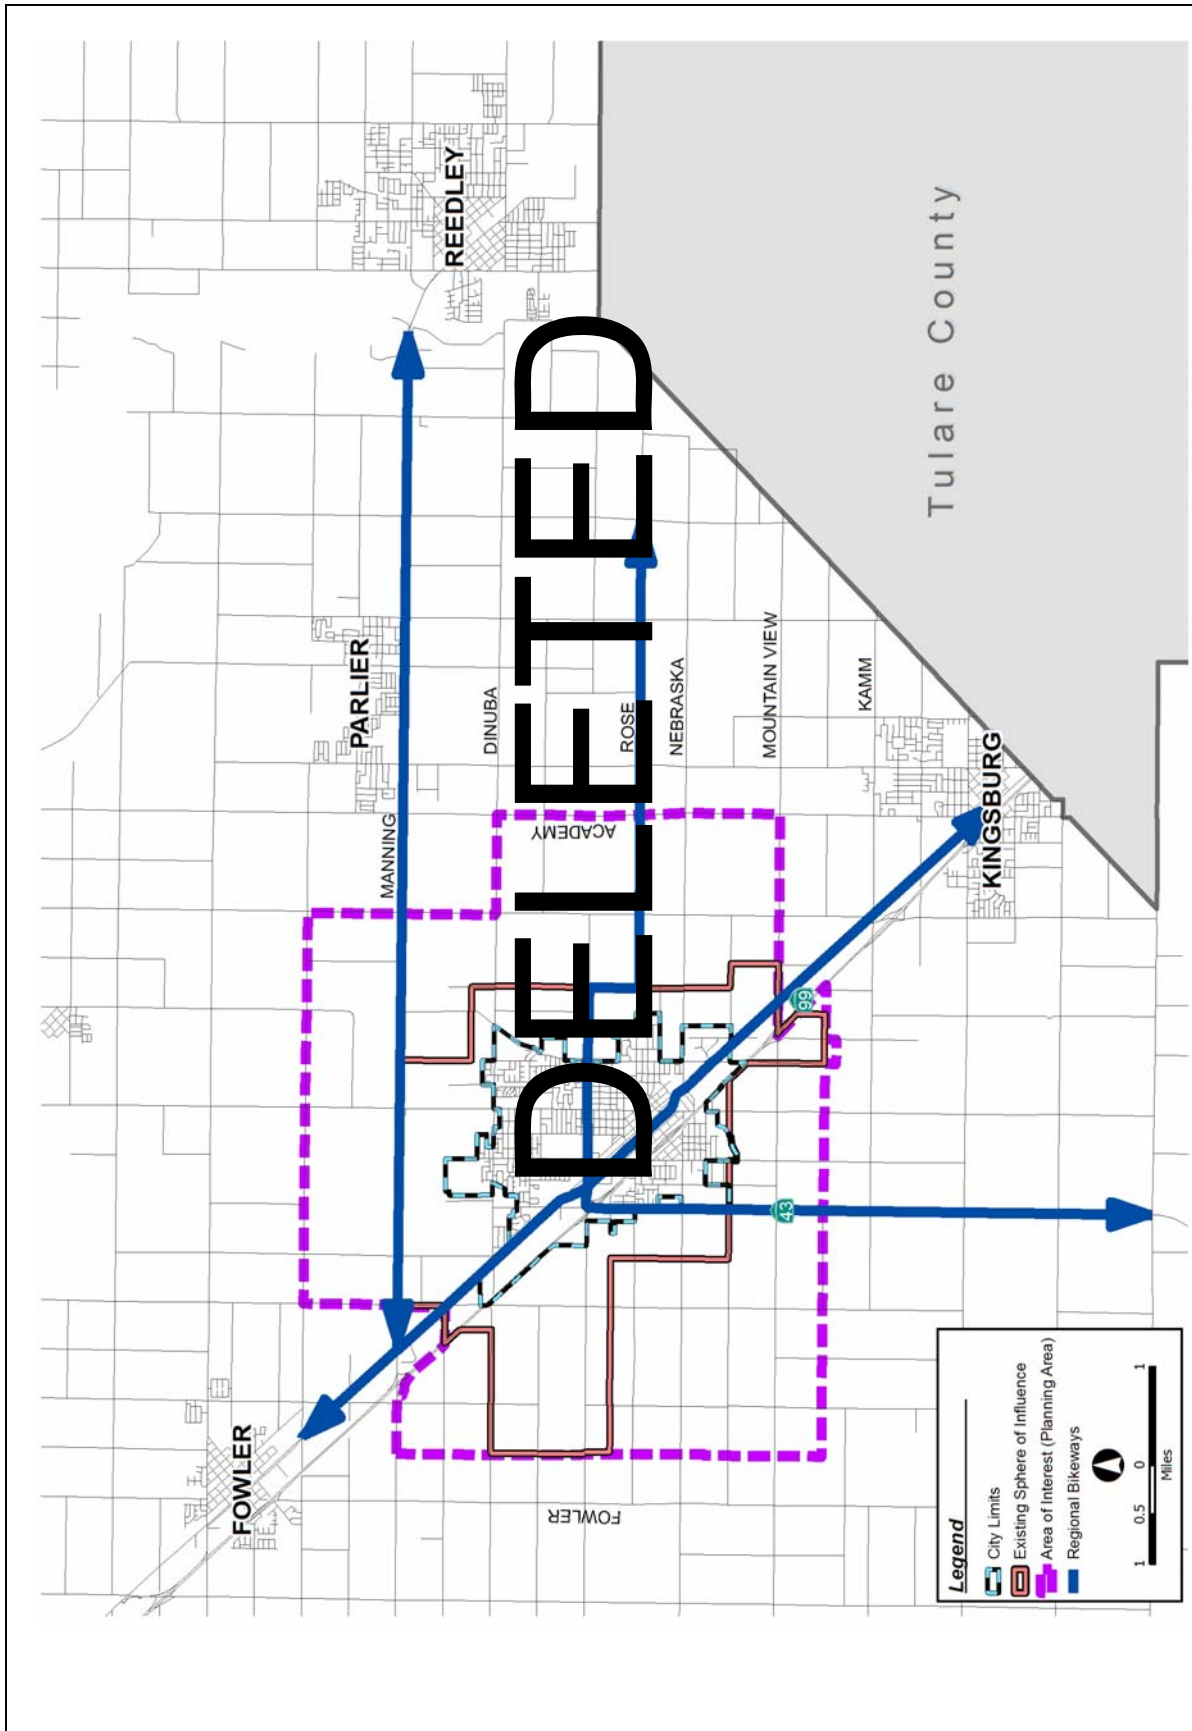 REEDLEY
Tulare County
PARLIER
MANNING
DINUBA
ACADEMY
ROSE
NEBRASKA
MOUNTAIN VIEW
KAMM
KINGSBURG
99
43
FOWLER
FOWLER
DELETED
Legend
City Limits
Existing Sphere of Influence
Area of Interest (Planning Area)
Regional Bikeways
1 0.5 0 1
Miles